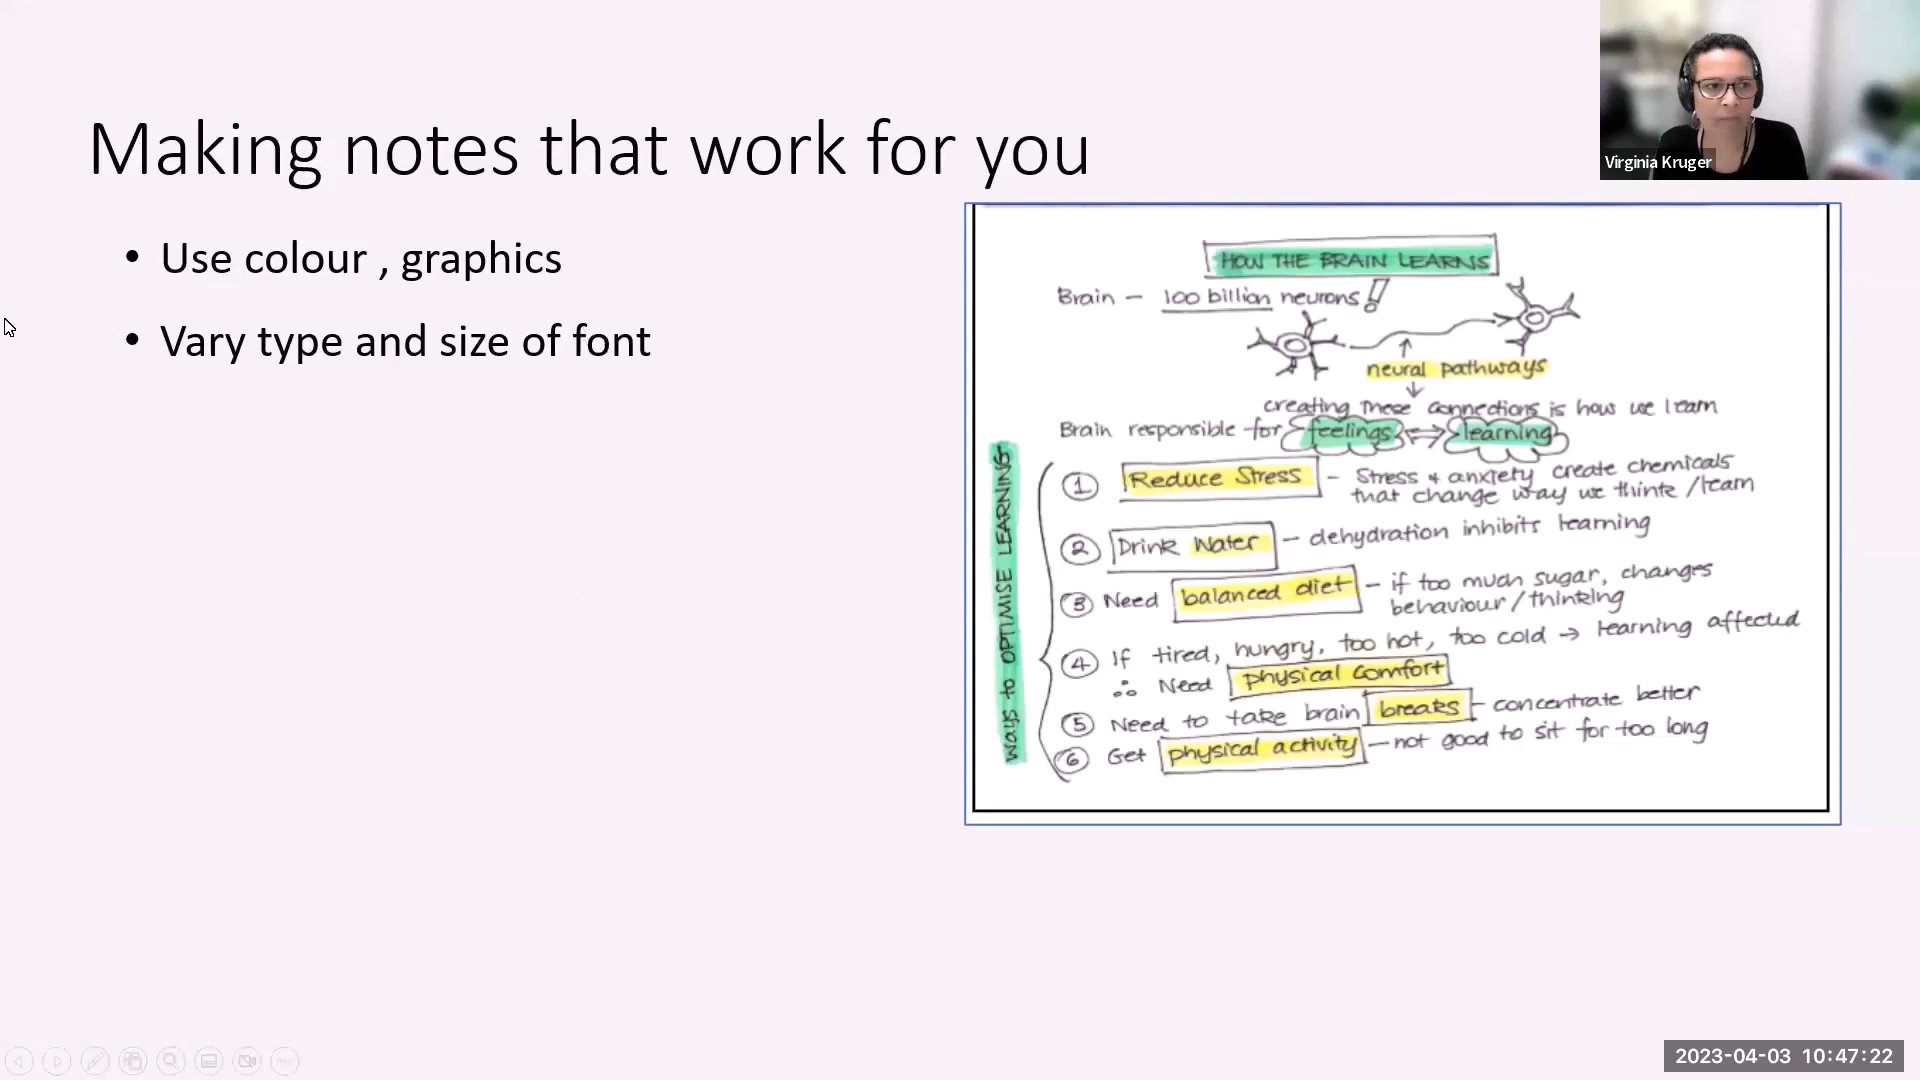 Making notes that work for you
• Use colour , graphics
• Vary type and size of font
Virginia Kruger
HOW THE BRAIN LEARNS
Brain – 100 billion neurons!
neural pathways
creating these connections is how we learn
Brain responsible for feelings ⟺ learning
WAYS to OPTIMISE LEARNING
1 Reduce Stress – Stress + anxiety create chemicals
that change way we think / learn
2 Drink Water – dehydration inhibits learning
3 Need balanced diet – if too much sugar, changes
behaviour / thinking
4 If tired, hungry, too hot, too cold → learning affected
∴ Need physical comfort
5 Need to take brain breaks – concentrate better
6 Get physical activity – not good to sit for too long
2023-04-03 10:47:22